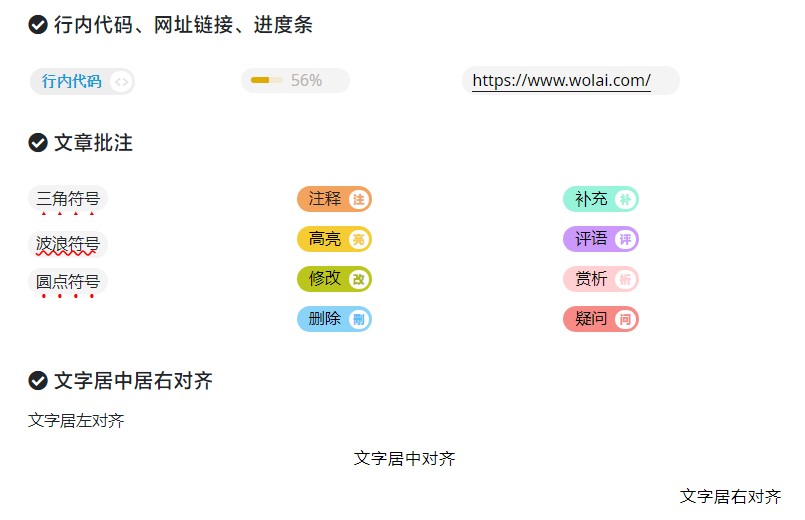 行内代码、网址链接、进度条
行内代码 <> 56% https://www.wolai.com/
文章批注
三角符号 注释 注 补充 补
波浪符号 高亮 亮 评语 评
圆点符号 修改 改 赏析 析
删除 删 疑问 问
文字居中居右对齐
文字居左对齐
文字居中对齐
文字居右对齐